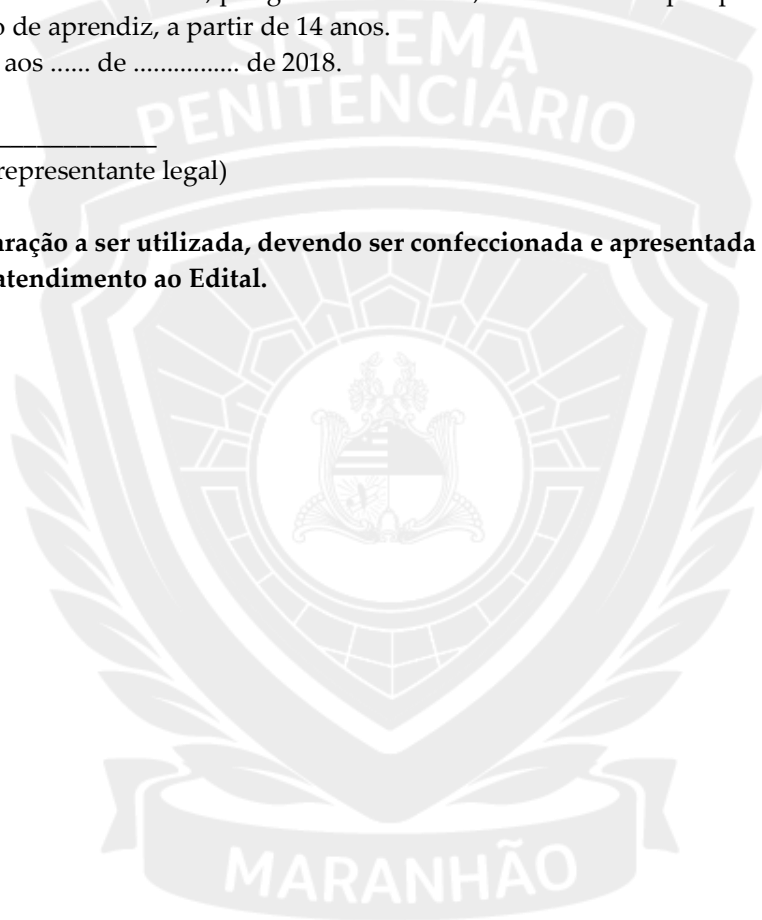 o de aprendiz, a partir de 14 anos.
aos ...... de ............... de 2018.
representante legal)
aração a ser utilizada, devendo ser confeccionada e apresentada
atendimento ao Edital.
SISTEMA
PENITENCIÁRIO
MARANHÃO